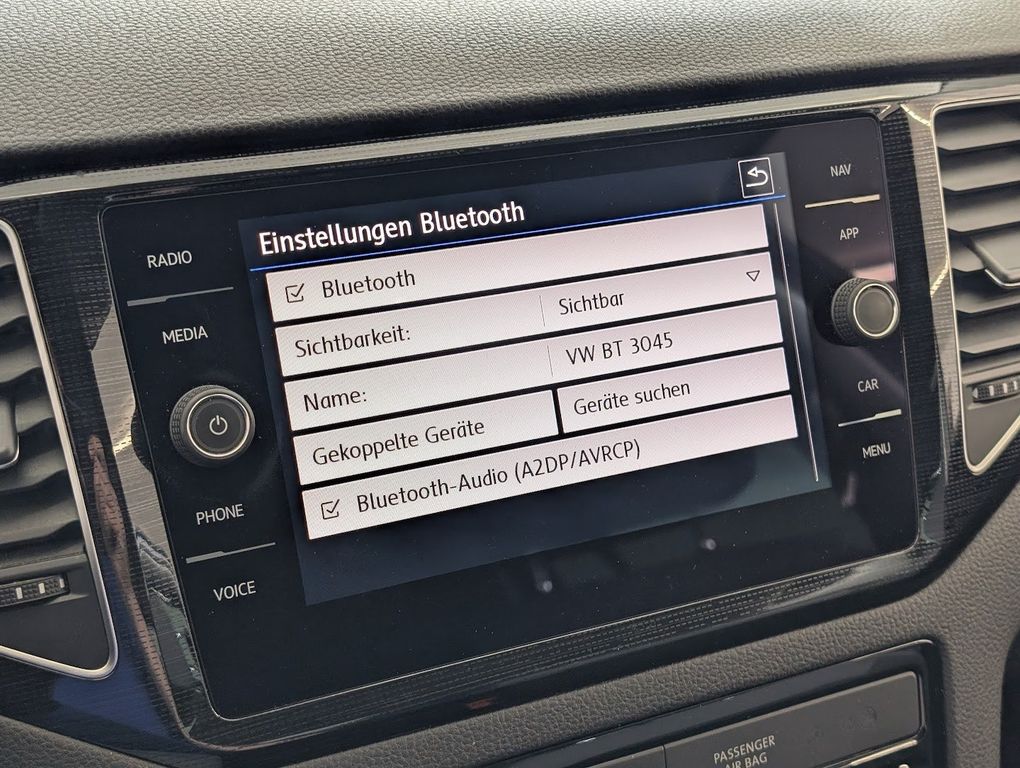 RADIO
MEDIA
PHONE
VOICE
Einstellungen Bluetooth
Bluetooth
Sichtbarkeit: Sichtbar
Name: VW BT 3045
Gekoppelte Geräte Geräte suchen
Bluetooth-Audio (A2DP/AVRCP)
NAV
APP
CAR
MENU
PASSENGER
AIR BAG